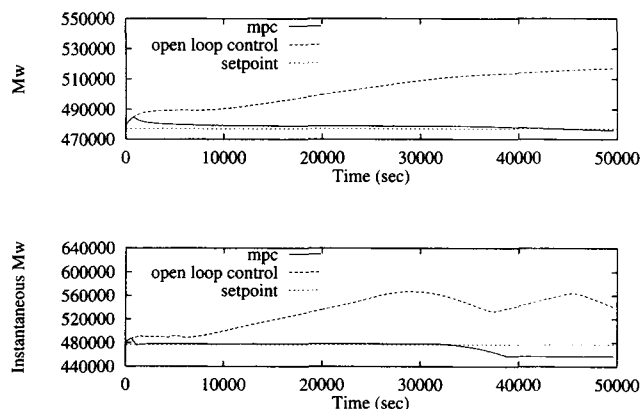 550000
mpc
open loop control
510000
setpoint
Mw
490000
470000
0 10000 20000 30000 40000 50000
Time (sec)
640000
mpc
600000
open loop control
560000
setpoint
Instantaneous Mw
520000
480000
440000
0 10000 20000 30000 40000 50000
Time (sec)